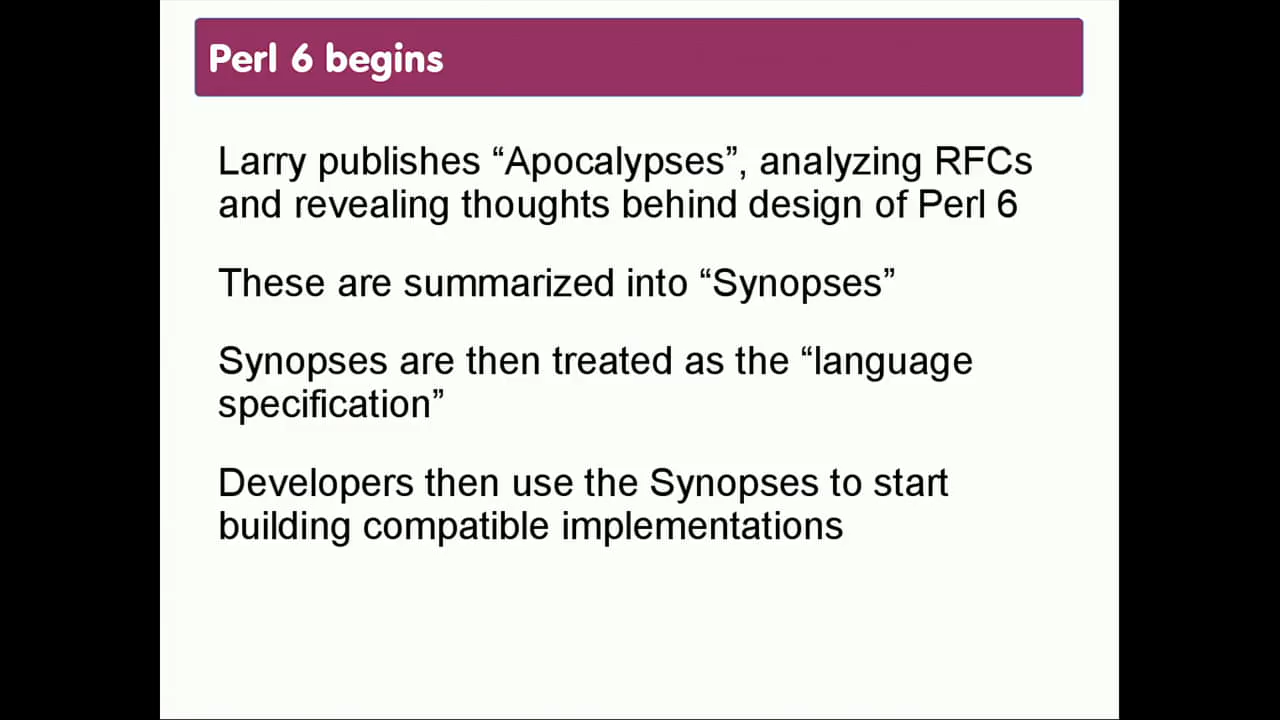 Perl 6 begins
Larry publishes “Apocalypses”, analyzing RFCs
and revealing thoughts behind design of Perl 6
These are summarized into “Synopses”
Synopses are then treated as the “language
specification”
Developers then use the Synopses to start
building compatible implementations